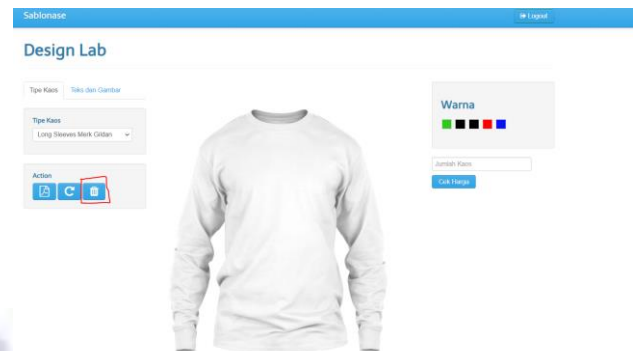 Sablonase
Logout
Design Lab
Tipe Kaos
Teks dan Gambar
Tipe Kaos
Long Sleeves Merk Gildan
Action
Warna
Jumlah Kaos
Cek Harga